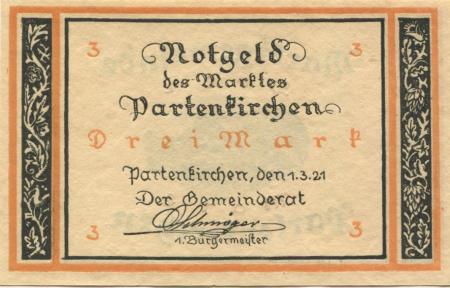 3 Notgeld 3
des Marktes
Partenkirchen
Drei Mark
Partenkirchen, den 1.3.21
Der Gemeinderat
3 3
1. Bürgermeister